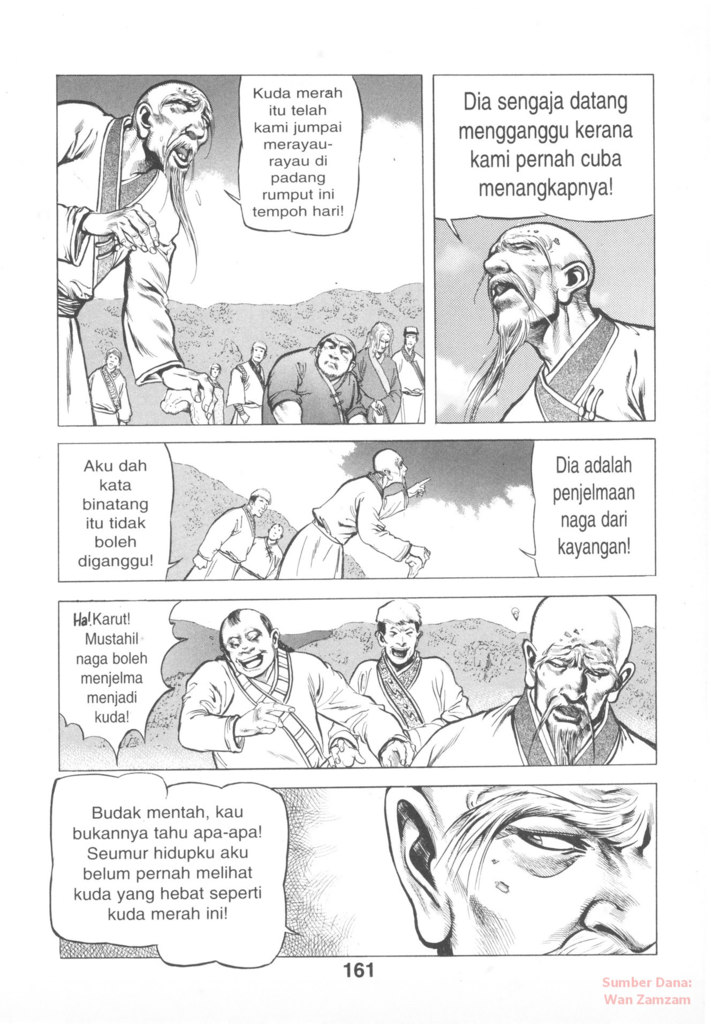 Kuda merah
itu telah
kami jumpai
merayau-
rayau di
padang
rumput ini
tempoh hari!
Dia sengaja datang
mengganggu kerana
kami pernah cuba
menangkapnya!
Aku dah
kata
binatang
itu tidak
boleh
diganggu!
Dia adalah
penjelmaan
naga dari
kayangan!
Ha! Karut!
Mustahil
naga boleh
menjelma
menjadi
kuda!
Budak mentah, kau
bukannya tahu apa-apa!
Seumur hidupku aku
belum pernah melihat
kuda yang hebat seperti
kuda merah ini!
161
Sumber Dana:
Wan Zamzam